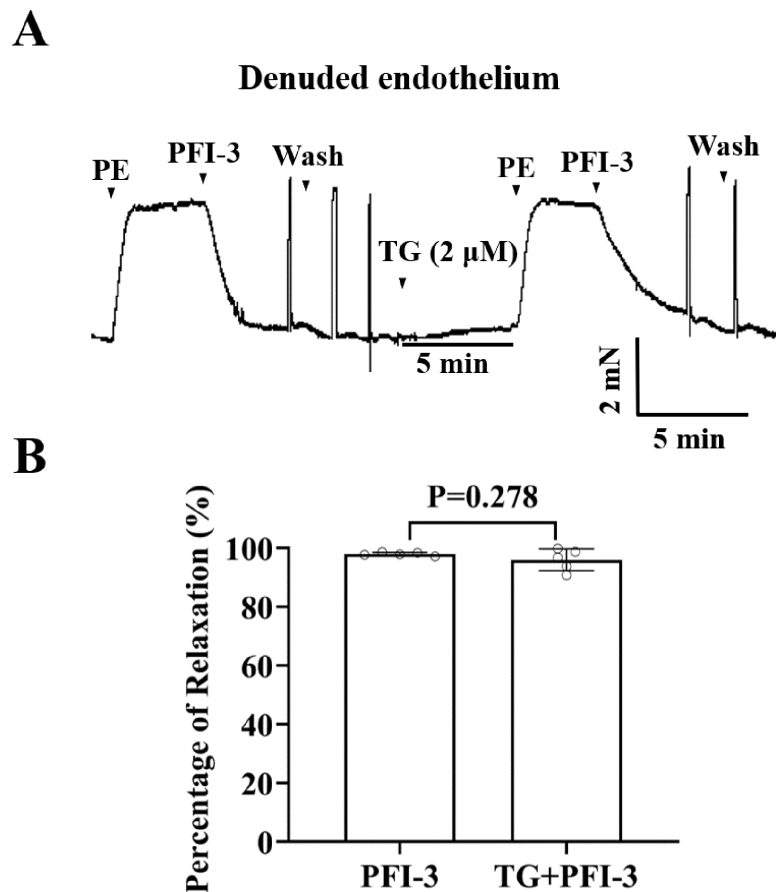 A
Denuded endothelium
PE
PFI-3
Wash
TG (2 μM)
PE
PFI-3
Wash
5 min
2 mN
5 min
B
P=0.278
Percentage of Relaxation (%)
100
80
60
40
20
0
PFI-3
TG+PFI-3